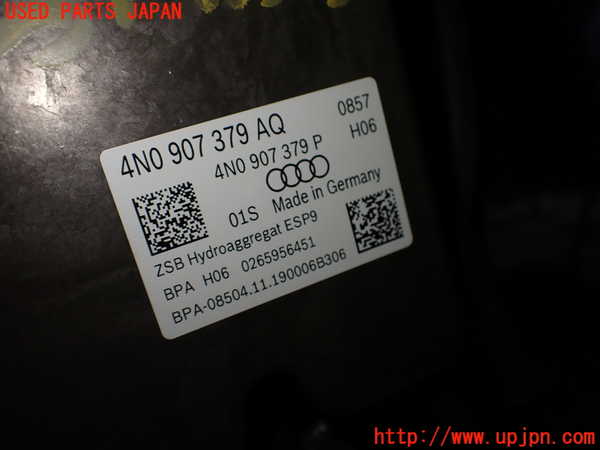 USED PARTS JAPAN
4N0 907 379 AQ
0857
4N0 907 379 P
H06
01S Made in Germany
ZSB Hydroaggregat ESP9
BPA H06 0265956451
BPA-08504.11.190006B306
http://www.upjpn.com